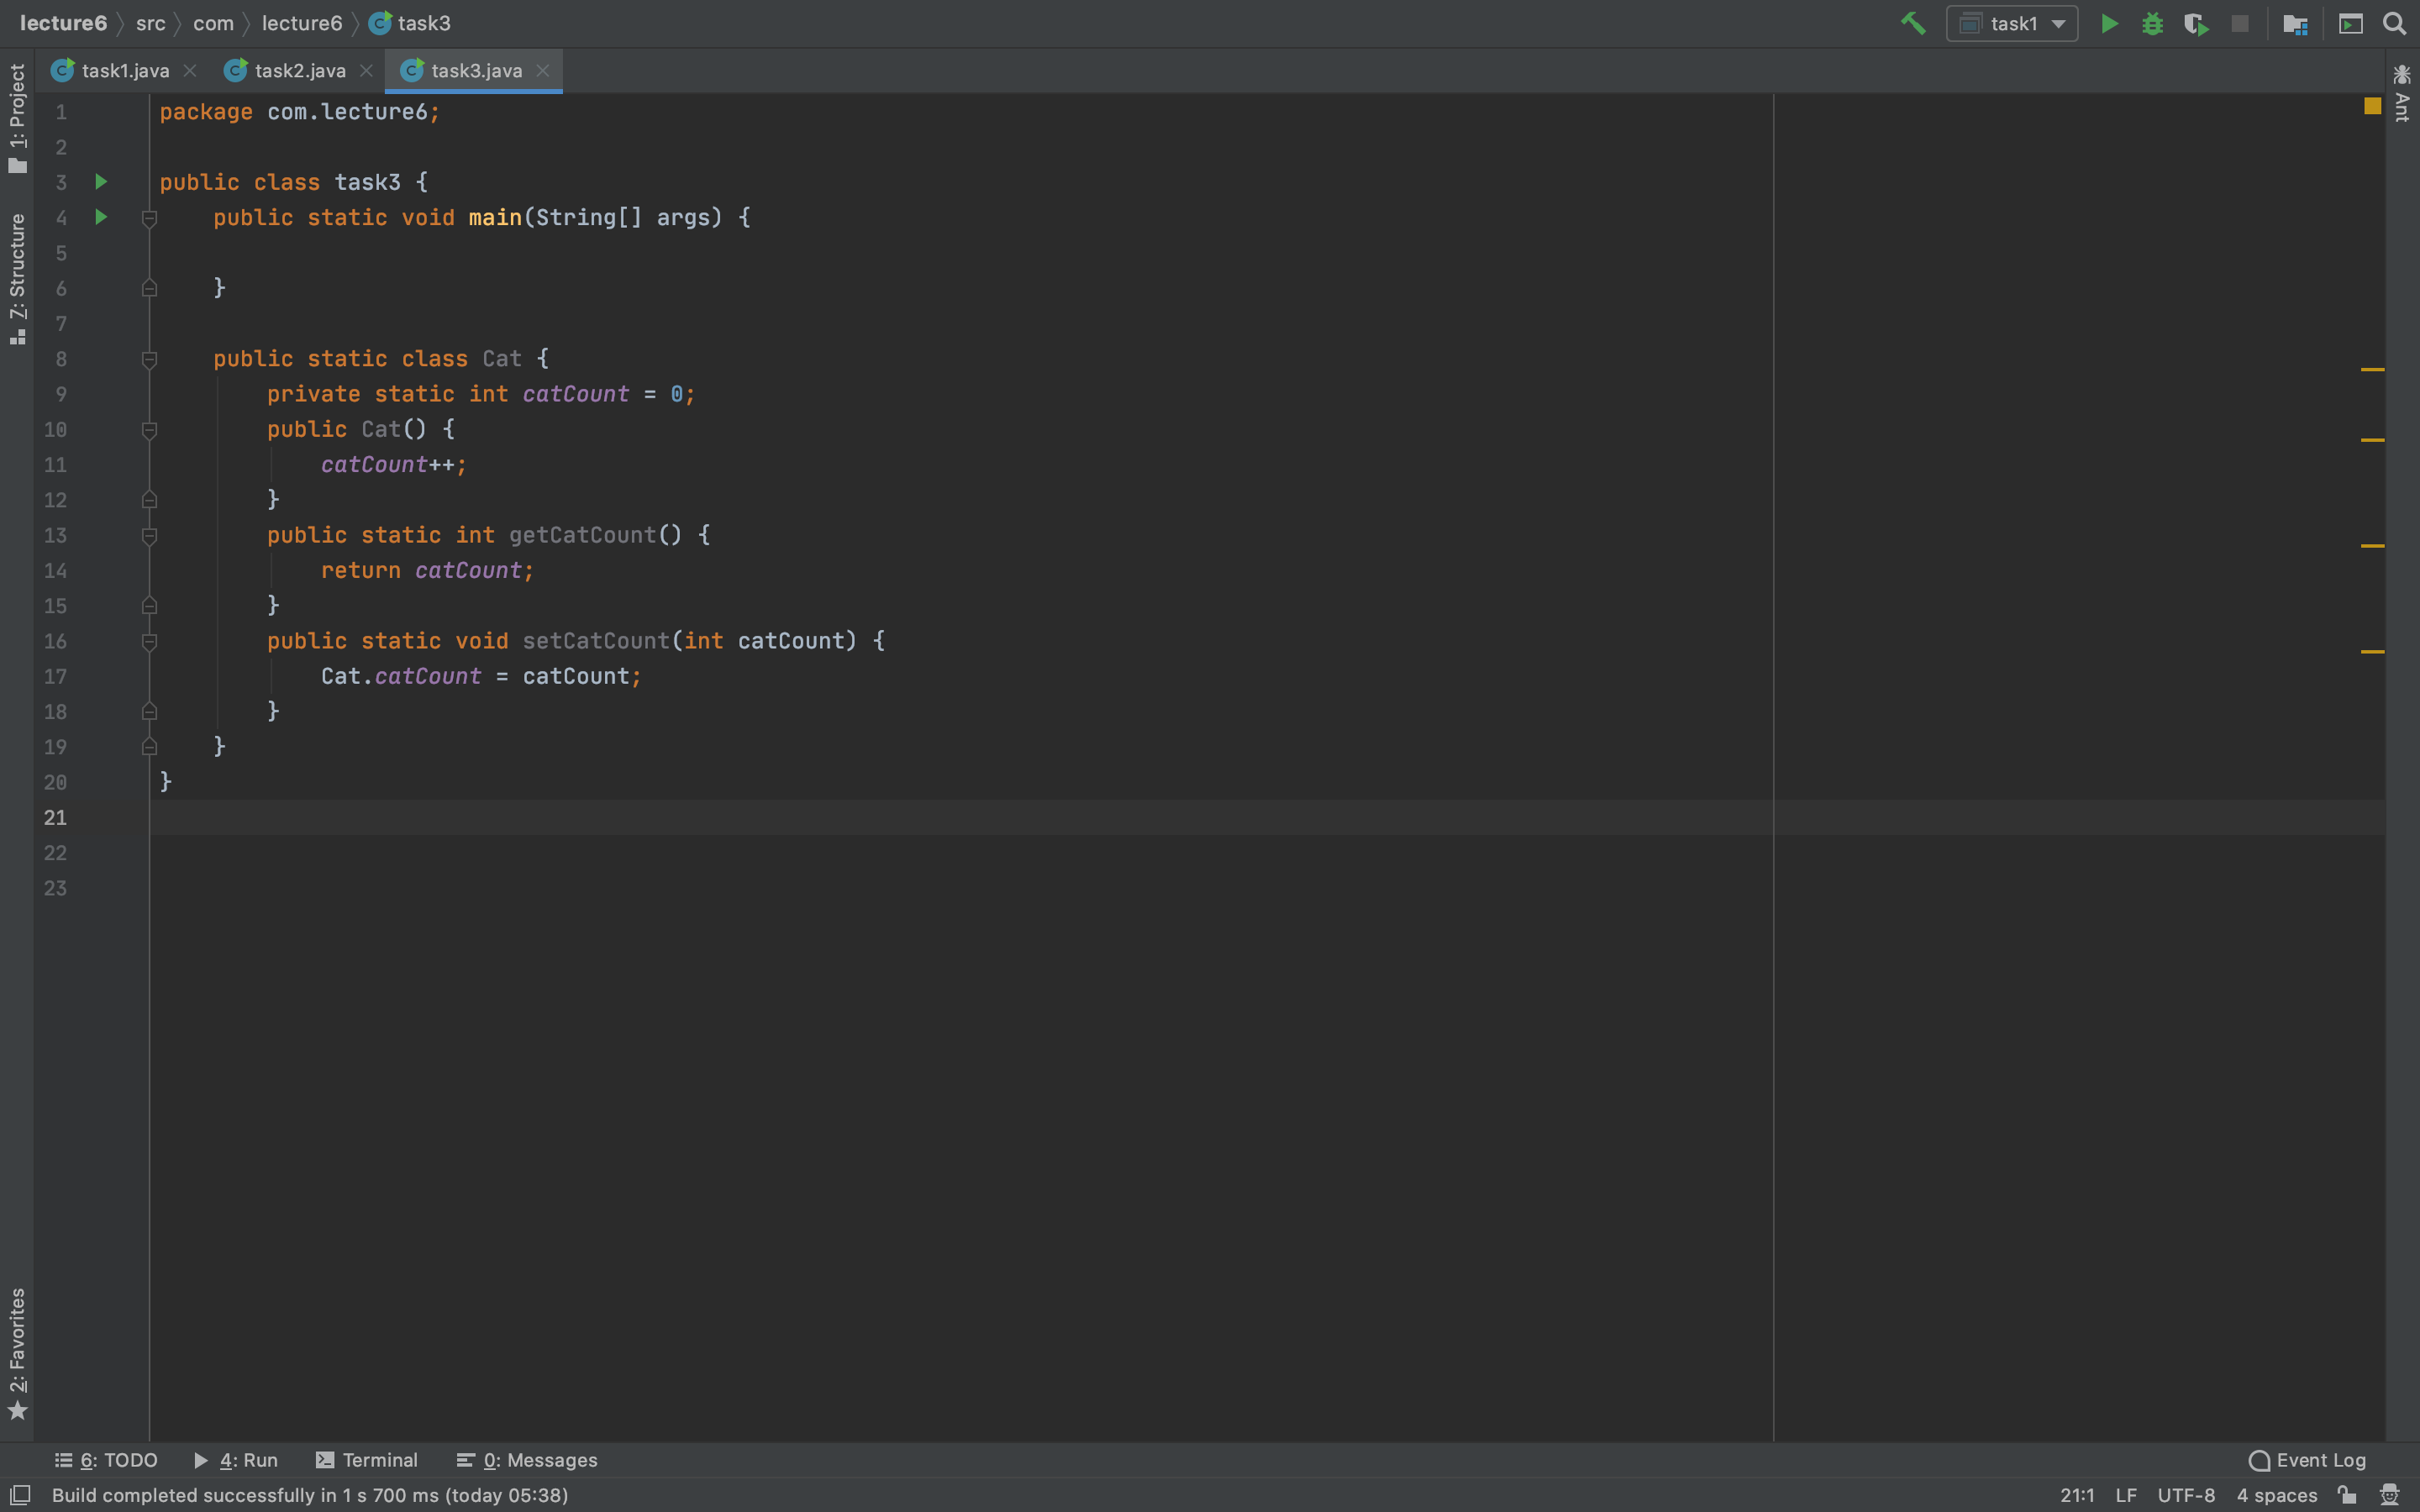 lecture6 src com lecture6 task3 task1
task1.java task2.java task3.java
1: Project
7: Structure
2: Favorites
Ant
1 package com.lecture6;
2
3 public class task3 {
4 public static void main(String[] args) {
5
6 }
7
8 public static class Cat {
9 private static int catCount = 0;
10 public Cat() {
11 catCount++;
12 }
13 public static int getCatCount() {
14 return catCount;
15 }
16 public static void setCatCount(int catCount) {
17 Cat.catCount = catCount;
18 }
19 }
20 }
21
22
23
6: TODO 4: Run Terminal 0: Messages Event Log
Build completed successfully in 1 s 700 ms (today 05:38) 21:1 LF UTF-8 4 spaces